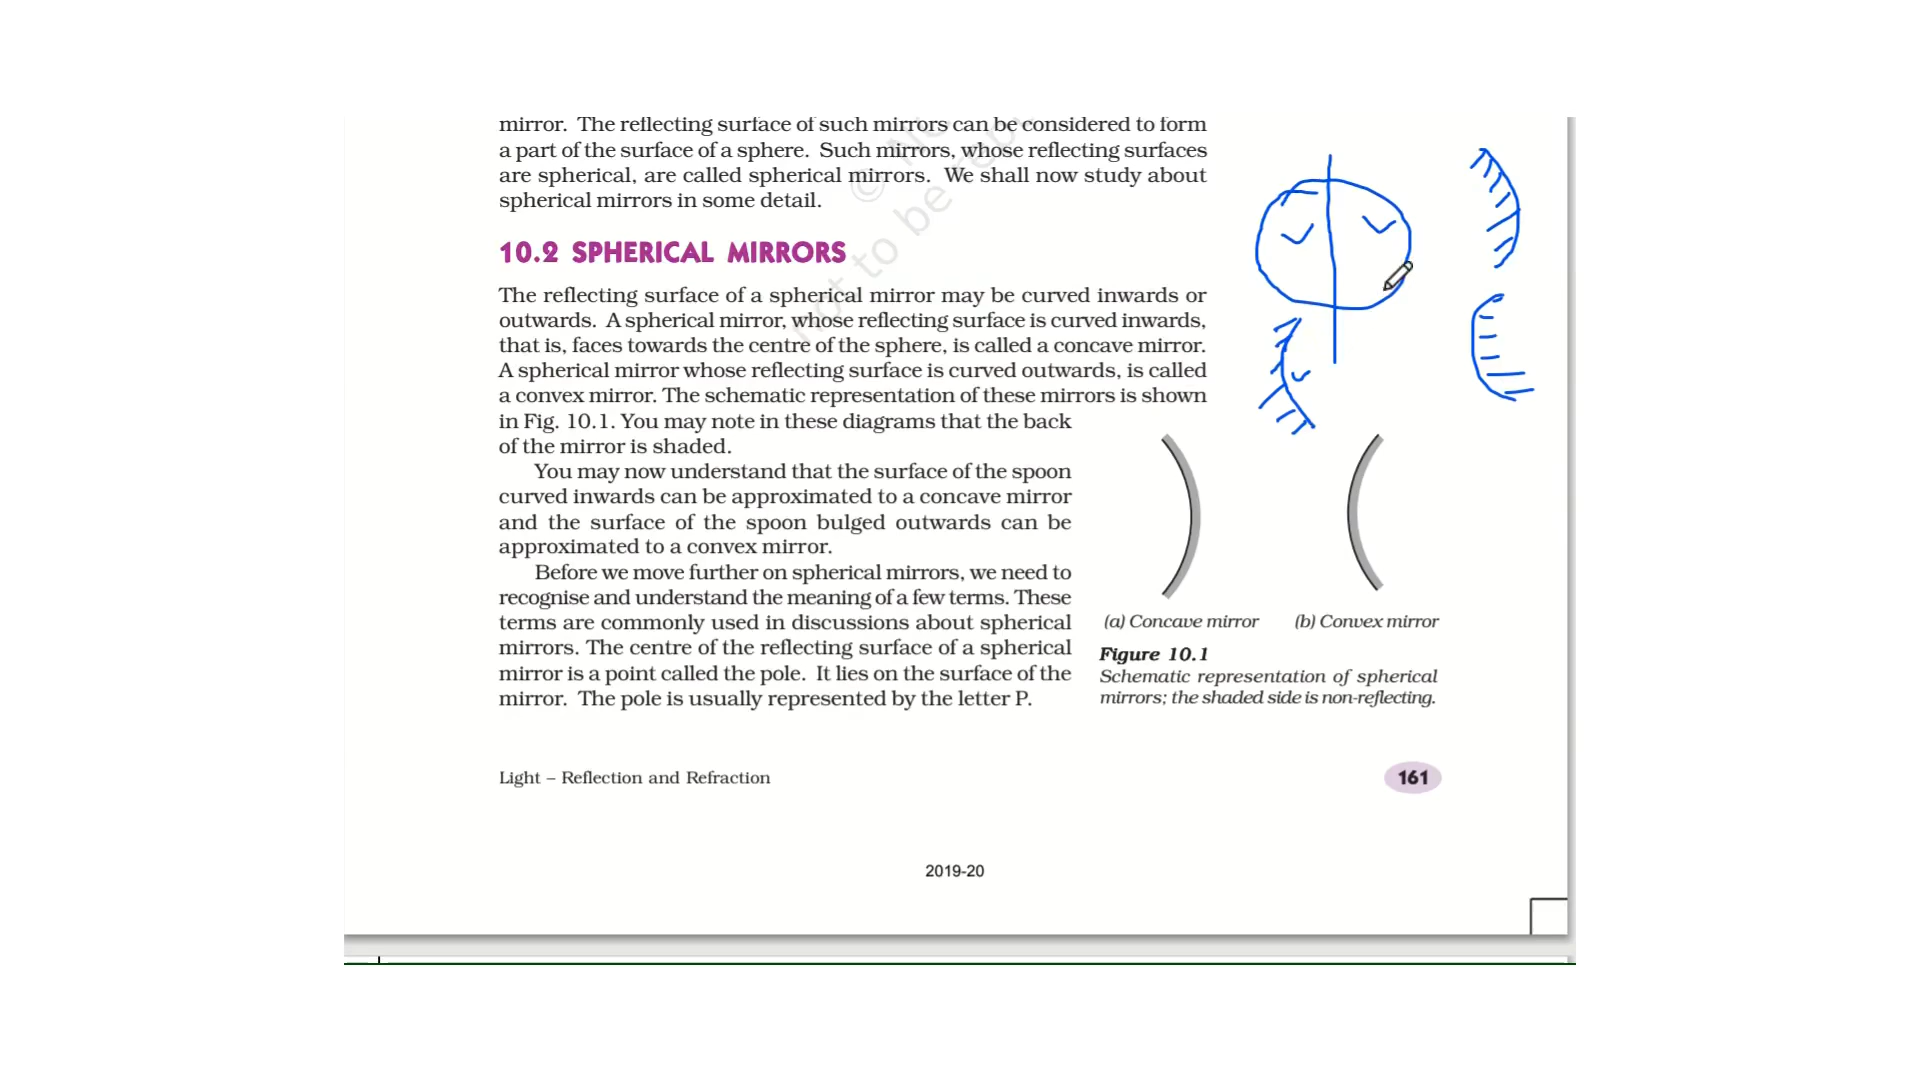 mirror. The reflecting surface of such mirrors can be considered to form
a part of the surface of a sphere. Such mirrors, whose reflecting surfaces
are spherical, are called spherical mirrors. We shall now study about
spherical mirrors in some detail.
10.2 SPHERICAL MIRRORS
The reflecting surface of a spherical mirror may be curved inwards or
outwards. A spherical mirror, whose reflecting surface is curved inwards,
that is, faces towards the centre of the sphere, is called a concave mirror.
A spherical mirror whose reflecting surface is curved outwards, is called
a convex mirror. The schematic representation of these mirrors is shown
in Fig. 10.1. You may note in these diagrams that the back
of the mirror is shaded.
You may now understand that the surface of the spoon
curved inwards can be approximated to a concave mirror
and the surface of the spoon bulged outwards can be
approximated to a convex mirror.
Before we move further on spherical mirrors, we need to
recognise and understand the meaning of a few terms. These
terms are commonly used in discussions about spherical
mirrors. The centre of the reflecting surface of a spherical
mirror is a point called the pole. It lies on the surface of the
mirror. The pole is usually represented by the letter P.
(a) Concave mirror
(b) Convex mirror
Figure 10.1
Schematic representation of spherical
mirrors; the shaded side is non-reflecting.
Light – Reflection and Refraction
161
2019-20
©
not to be